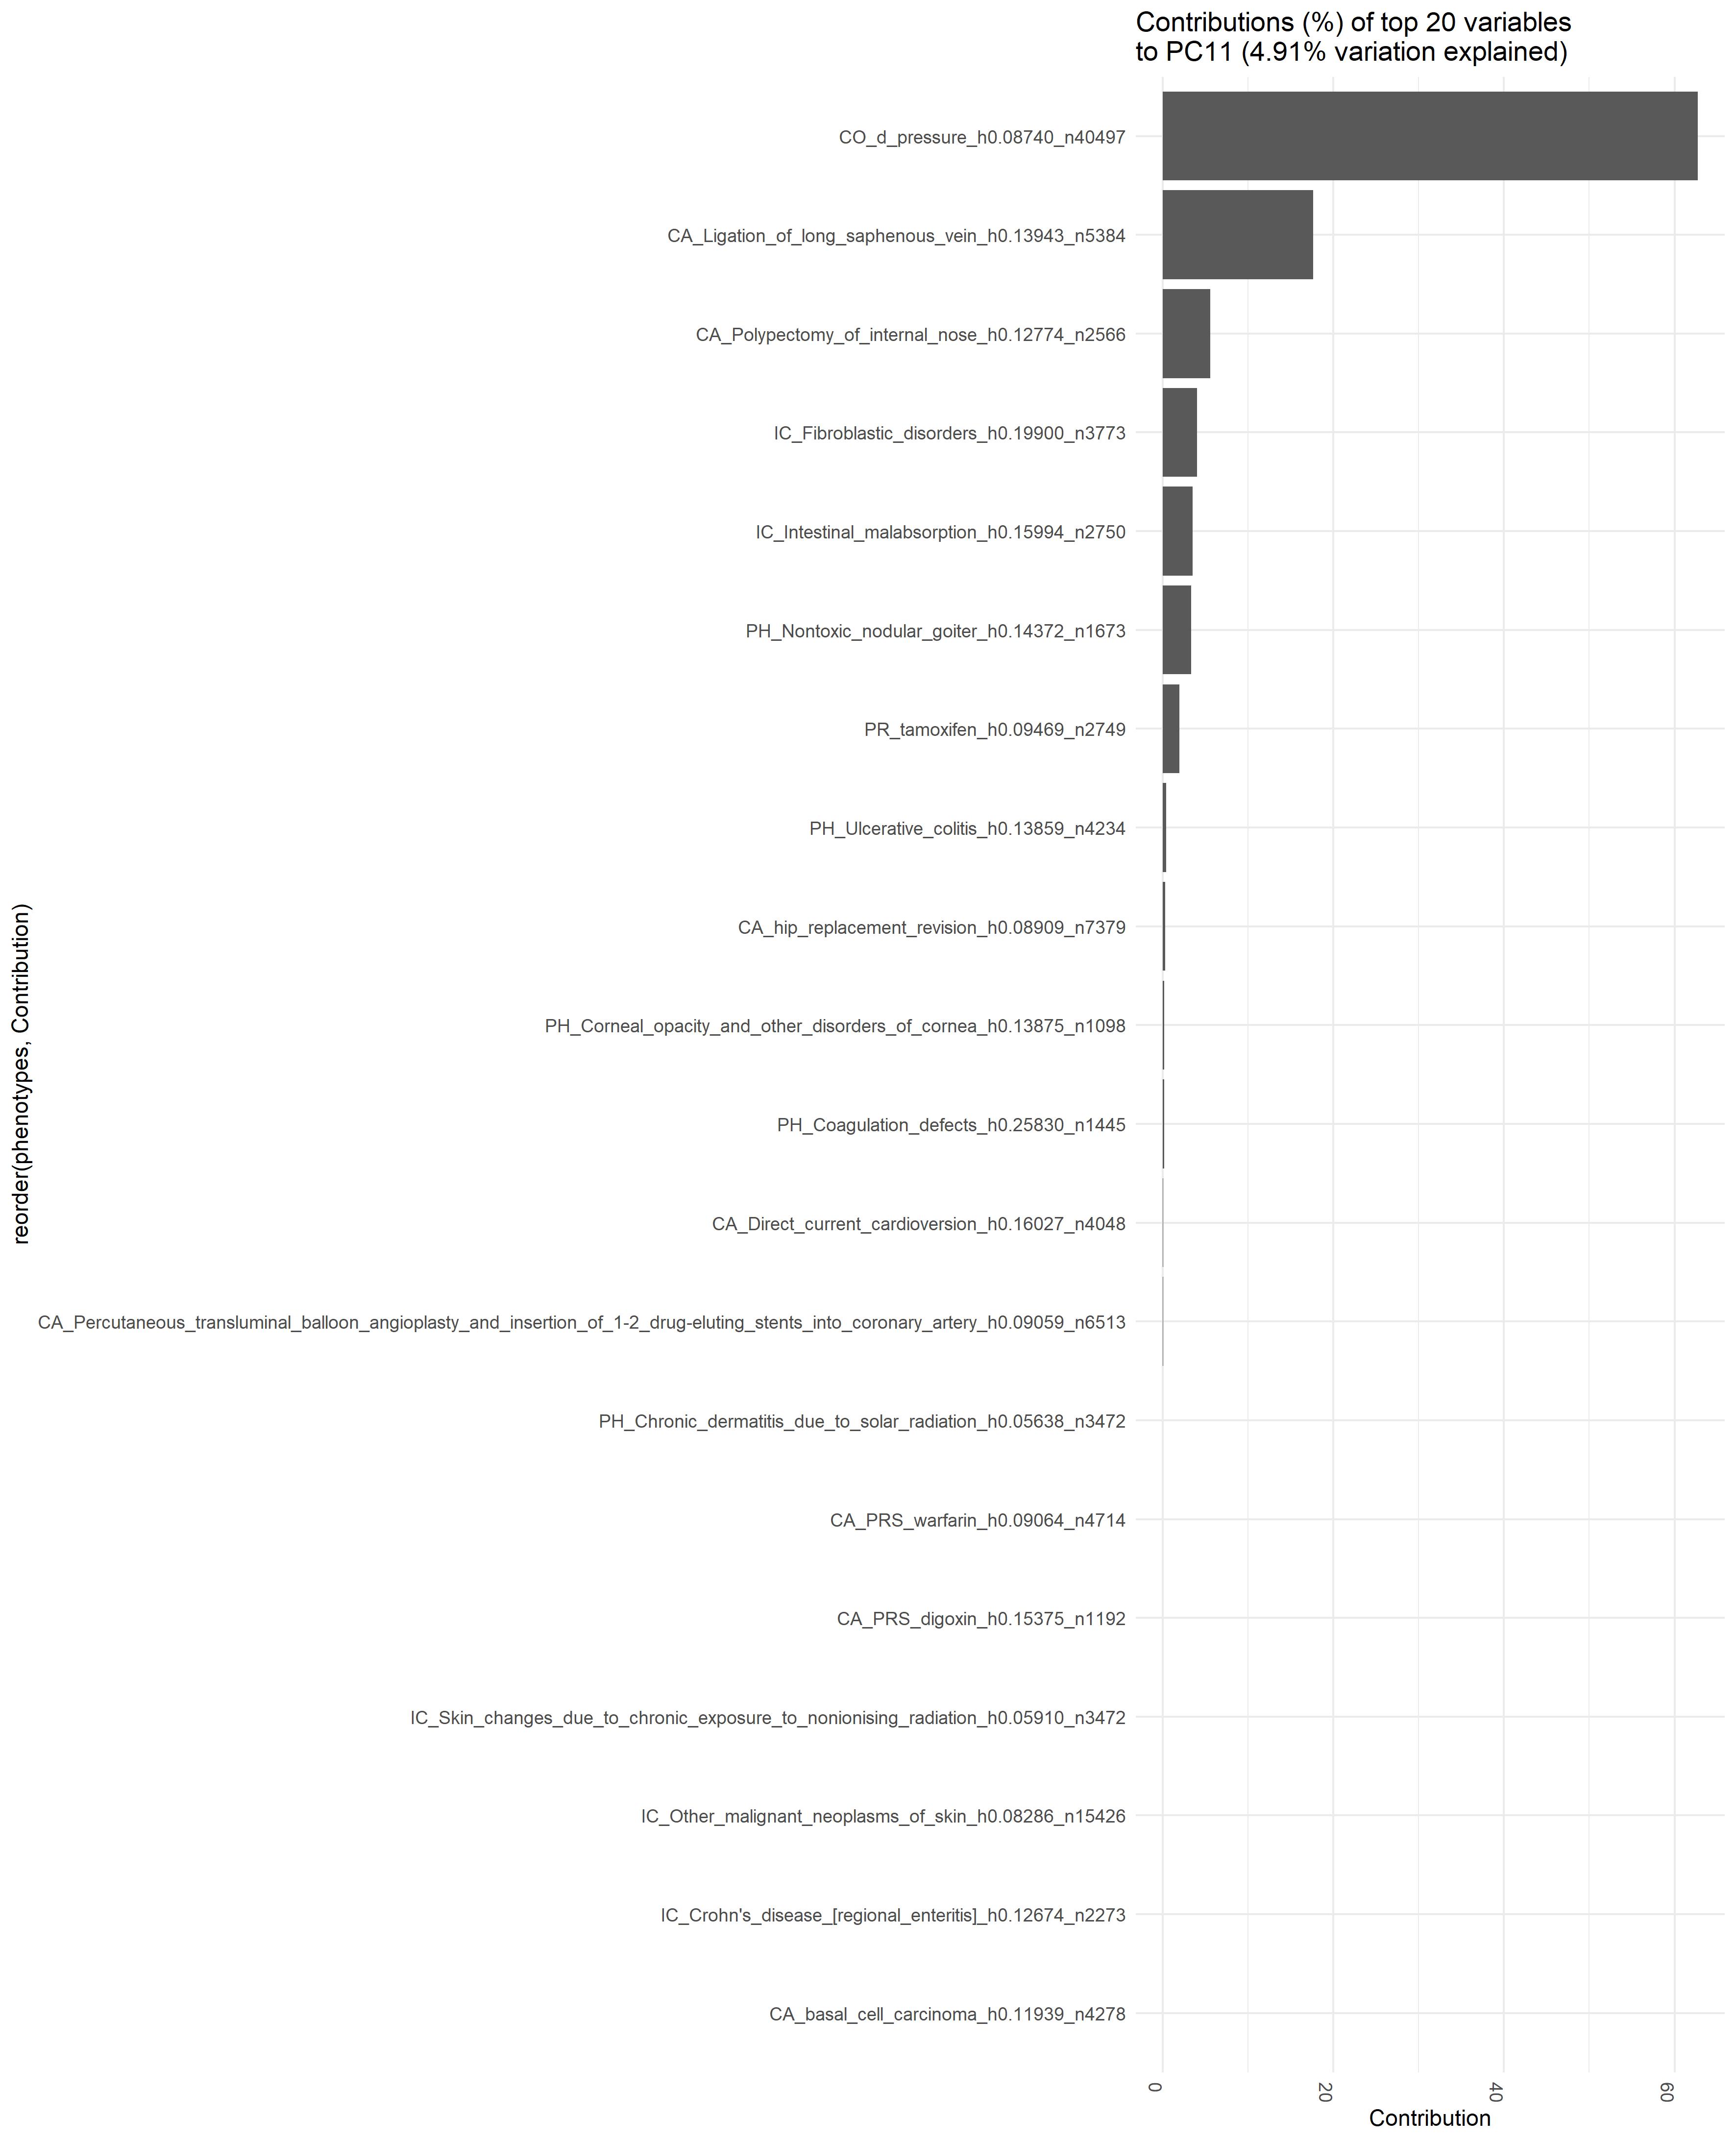 Contributions (%) of top 20 variables
to PC11 (4.91% variation explained)
CO_d_pressure_h0.08740_n40497
CA_Ligation_of_long_saphenous_vein_h0.13943_n5384
CA_Polypectomy_of_internal_nose_h0.12774_n2566
IC_Fibroblastic_disorders_h0.19900_n3773
IC_Intestinal_malabsorption_h0.15994_n2750
PH_Nontoxic_nodular_goiter_h0.14372_n1673
PR_tamoxifen_h0.09469_n2749
PH_Ulcerative_colitis_h0.13859_n4234
CA_hip_replacement_revision_h0.08909_n7379
PH_Corneal_opacity_and_other_disorders_of_cornea_h0.13875_n1098
PH_Coagulation_defects_h0.25830_n1445
CA_Direct_current_cardioversion_h0.16027_n4048
CA_Percutaneous_transluminal_balloon_angioplasty_and_insertion_of_1-2_drug-eluting_stents_into_coronary_artery_h0.09059_n6513
PH_Chronic_dermatitis_due_to_solar_radiation_h0.05638_n3472
CA_PRS_warfarin_h0.09064_n4714
CA_PRS_digoxin_h0.15375_n1192
IC_Skin_changes_due_to_chronic_exposure_to_nonionising_radiation_h0.05910_n3472
IC_Other_malignant_neoplasms_of_skin_h0.08286_n15426
IC_Crohn's_disease_[regional_enteritis]_h0.12674_n2273
CA_basal_cell_carcinoma_h0.11939_n4278
reorder(phenotypes, Contribution)
0 20 40 60
Contribution